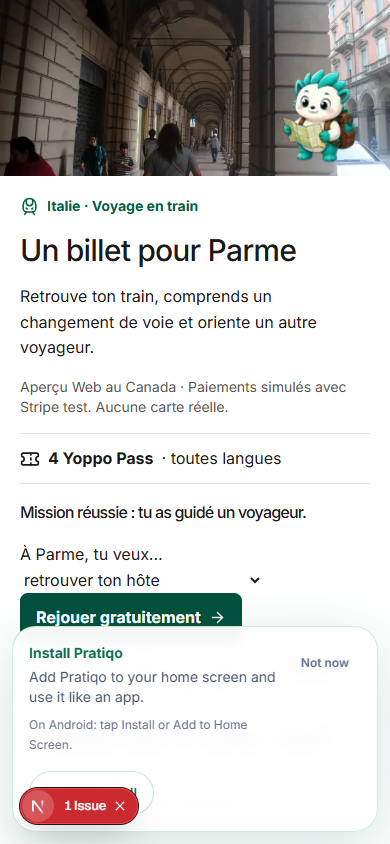 Italie · Voyage en train
Un billet pour Parme
Retrouve ton train, comprends un
changement de voie et oriente un autre
voyageur.
Aperçu Web au Canada · Paiements simulés avec
Stripe test. Aucune carte réelle.
4 Yoppo Pass · toutes langues
Mission réussie : tu as guidé un voyageur.
À Parme, tu veux...
retrouver ton hôte
Rejouer gratuitement →
Install Pratiqo
Not now
Add Pratiqo to your home screen and
use it like an app.
On Android: tap Install or Add to Home
Screen.
N 1 Issue ×